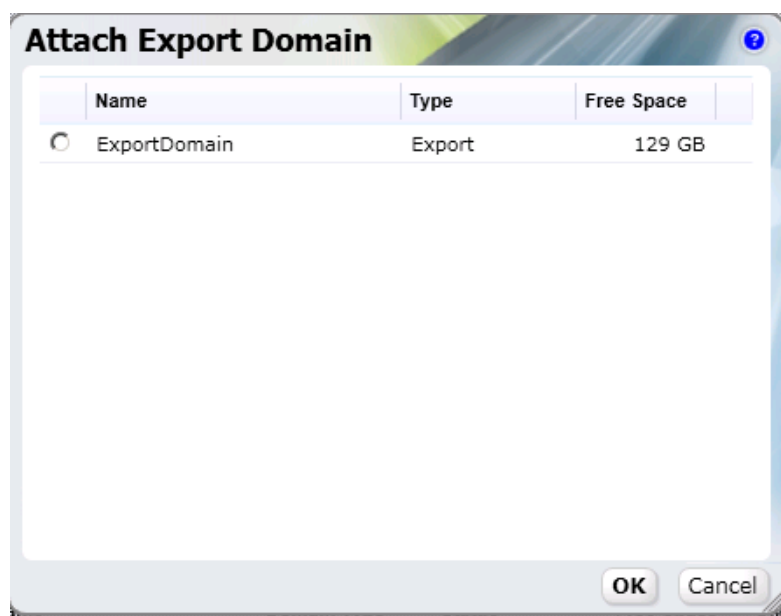 Attach Export Domain
?
Name Type Free Space
ExportDomain Export 129 GB
OK Cancel